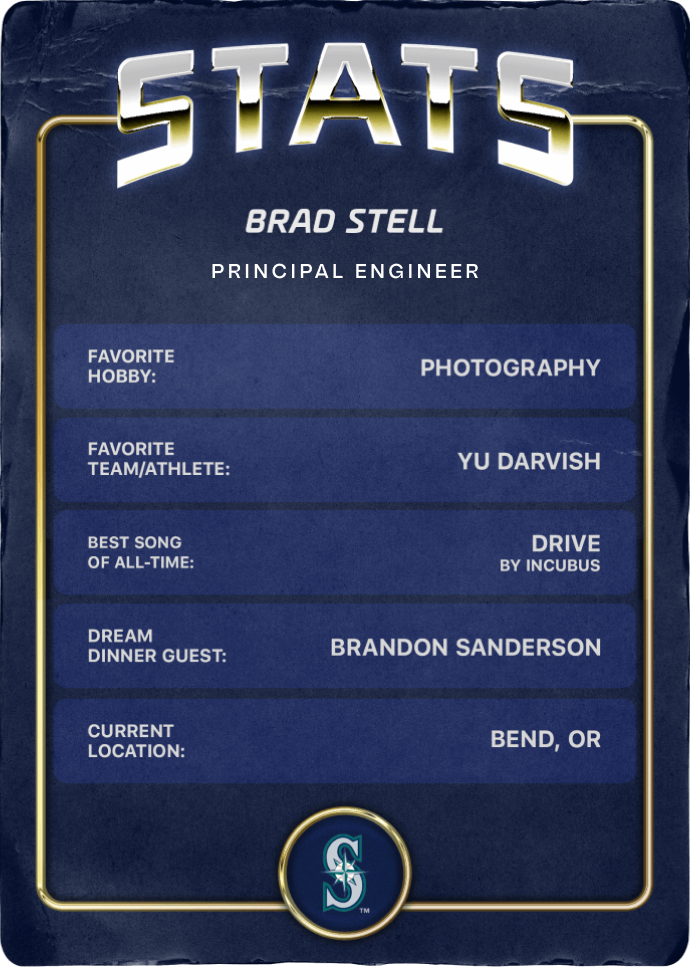 STATS
BRAD STELL
PRINCIPAL ENGINEER
FAVORITE
HOBBY:
PHOTOGRAPHY
FAVORITE
TEAM/ATHLETE:
YU DARVISH
BEST SONG
OF ALL-TIME:
DRIVE
BY INCUBUS
DREAM
DINNER GUEST:
BRANDON SANDERSON
CURRENT
LOCATION:
BEND, OR
S
TM